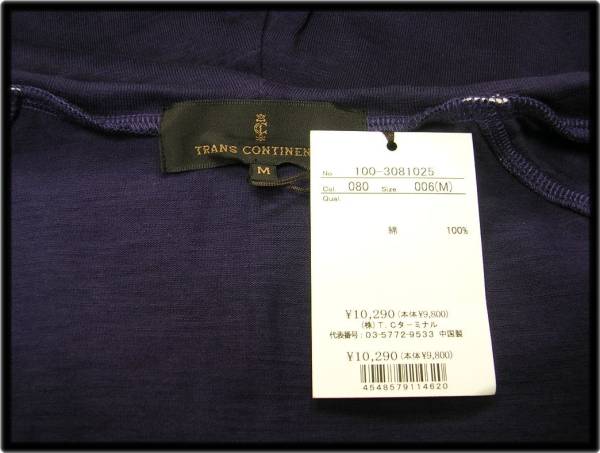 TRANS CONTINEN
M
No 100-3081025
Col 080 Size 006(M)
Qual
綿 100%
¥10,290(本体¥9,800)
(株)T.Cターミナル
代表番号:03-5772-9533 中国製
¥10,290(本体¥9,800)
4548579114620